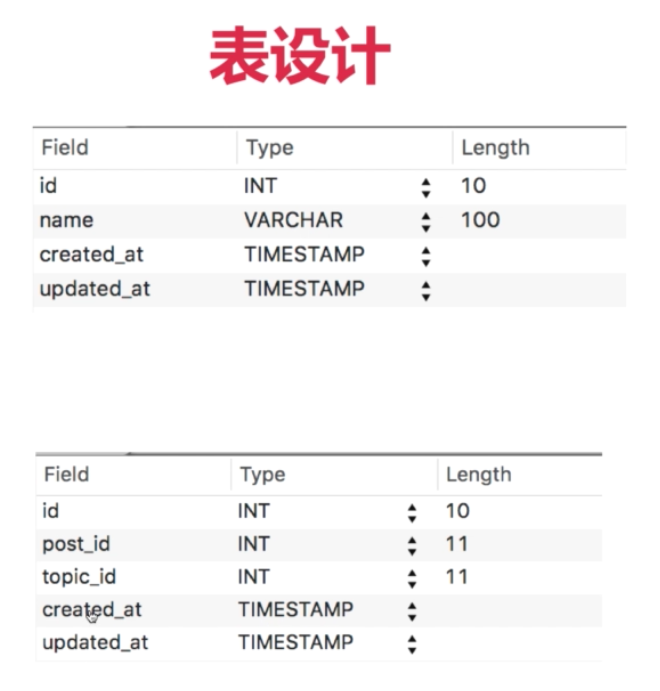 表设计
Field Type Length
id INT 10
name VARCHAR 100
created_at TIMESTAMP
updated_at TIMESTAMP
Field Type Length
id INT 10
post_id INT 11
topic_id INT 11
created_at TIMESTAMP
updated_at TIMESTAMP